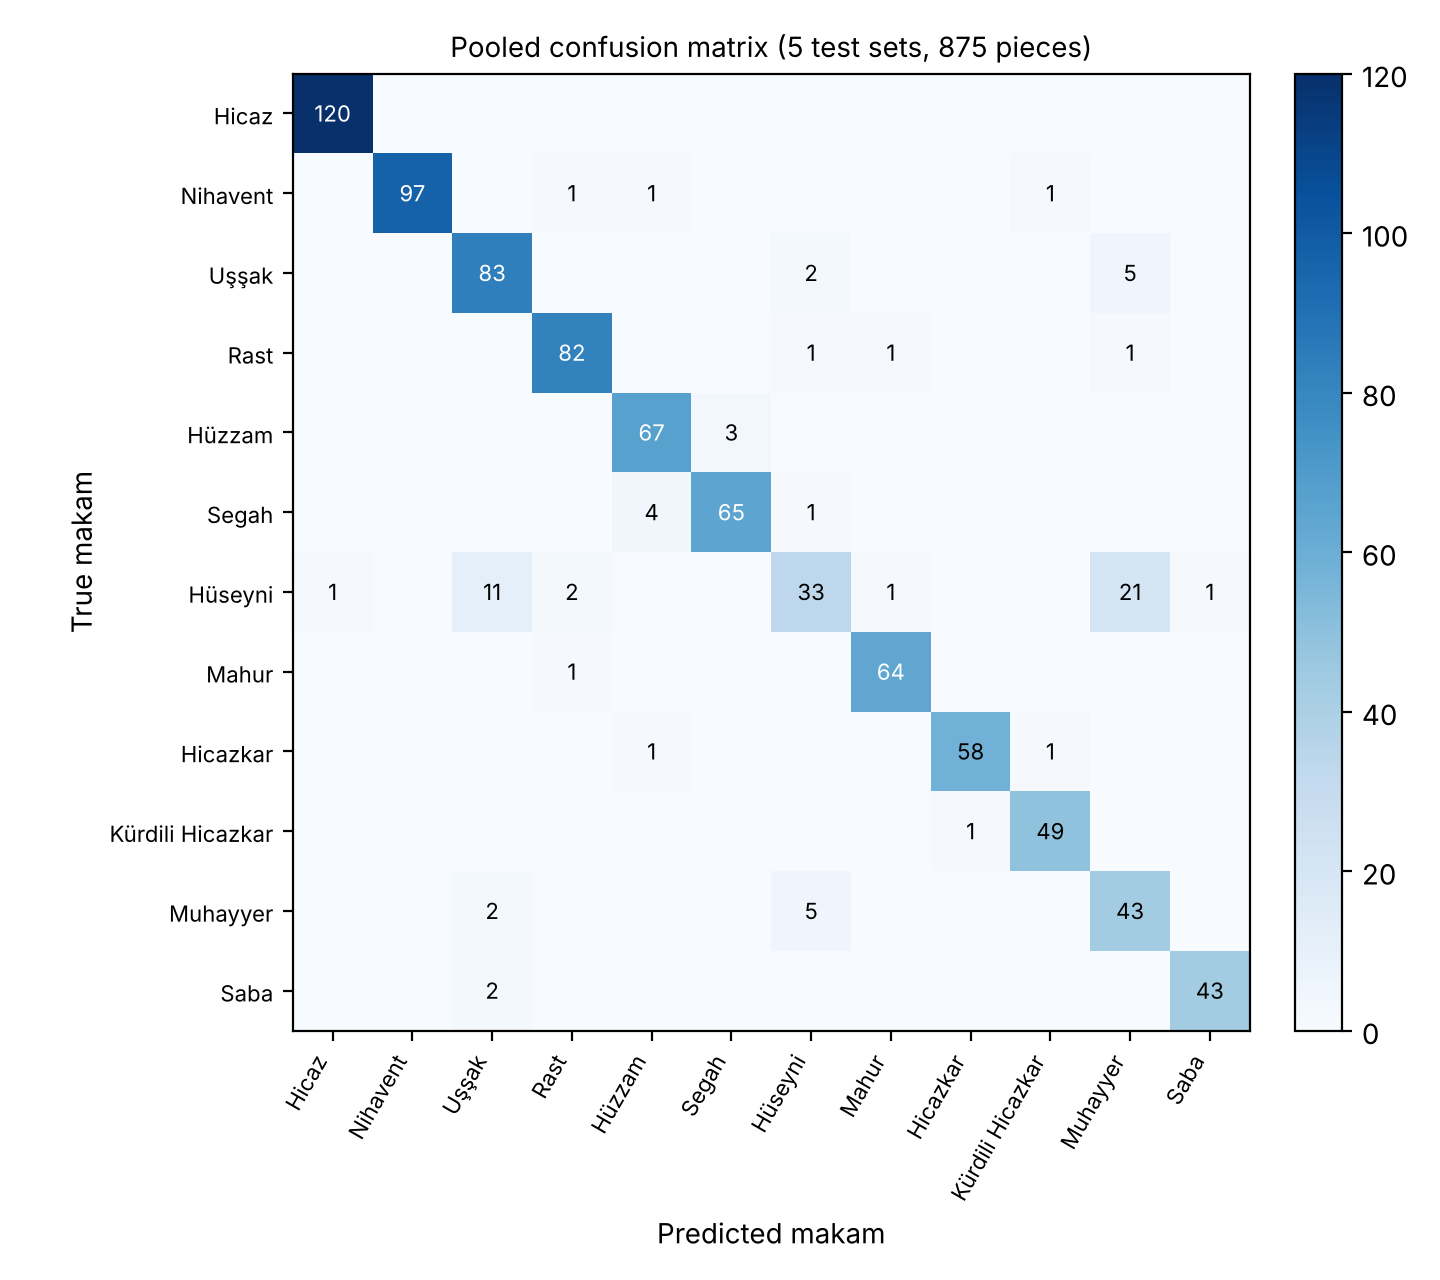 Pooled confusion matrix (5 test sets, 875 pieces)
Hicaz 120
Nihavent 97 1 1 1
Uşşak 83 2 5
Rast 82 1 1 1
Hüzzam 67 3
Segah 4 65 1
Hüseyni 1 11 2 33 1 21 1
Mahur 1 64
Hicazkar 1 58 1
Kürdili Hicazkar 1 49
Muhayyer 2 5 43
Saba 2 43
True makam
Hicaz Nihavent Uşşak Rast Hüzzam Segah Hüseyni Mahur Hicazkar Kürdili Hicazkar Muhayyer Saba
Predicted makam
120
100
80
60
40
20
0